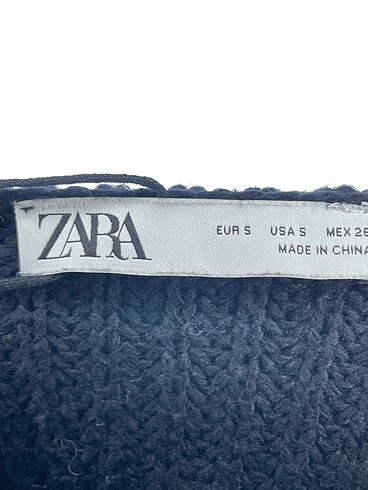 ZARA
EUR S USA S MEX 26
MADE IN CHINA